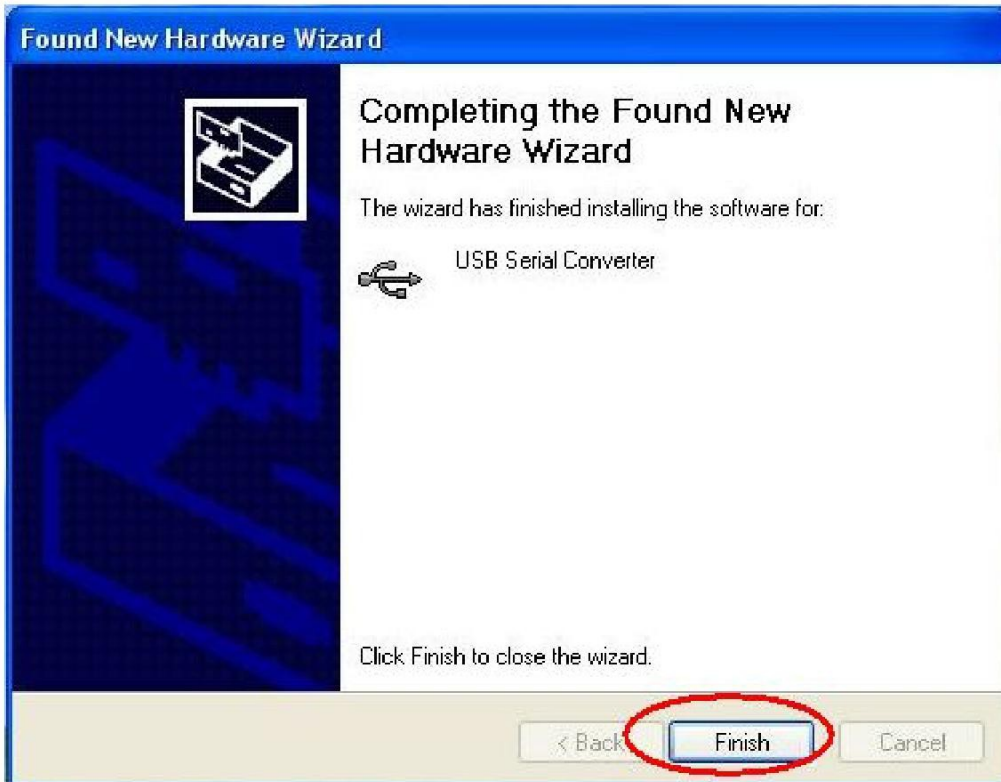 Found New Hardware Wizard
Completing the Found New
Hardware Wizard
The wizard has finished installing the software for:
USB Serial Converter
Click Finish to close the wizard.
< Back
Finish
Cancel